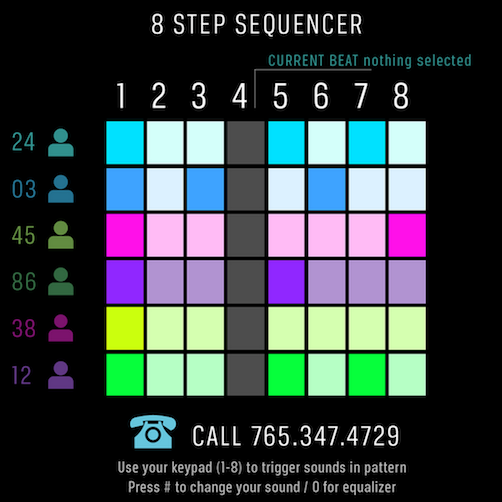 8 STEP SEQUENCER
CURRENT BEAT nothing selected
1 2 3 4 5 6 7 8
24
03
45
86
38
12
CALL 765.347.4729
Use your keypad (1-8) to trigger sounds in pattern
Press # to change your sound / 0 for equalizer